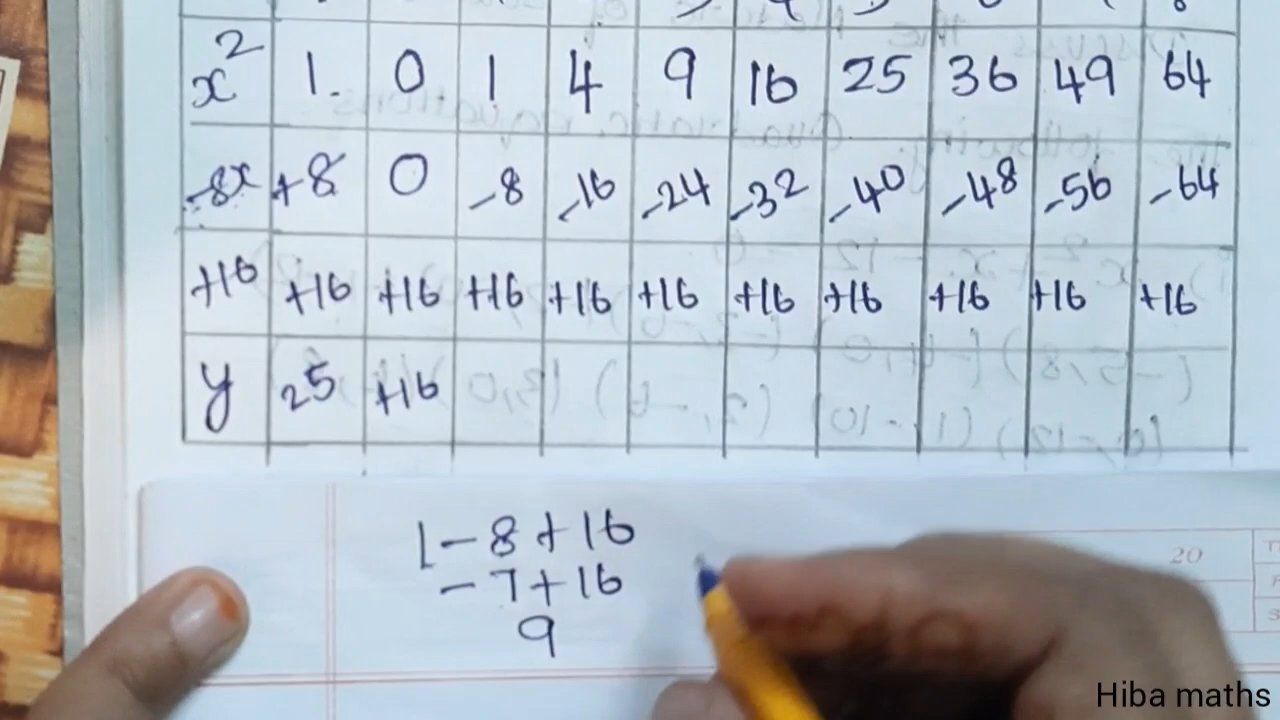 x² 1. 0 1 4 9 16 25 36 49 64
-8x +8 0 -8 -16 -24 -32 -40 -48 -56 -64
+16 +16 +16 +16 +16 +16 +16 +16 +16 +16 +16
y 25 +16
1-8+16
-7+16
9
20
Hiba maths